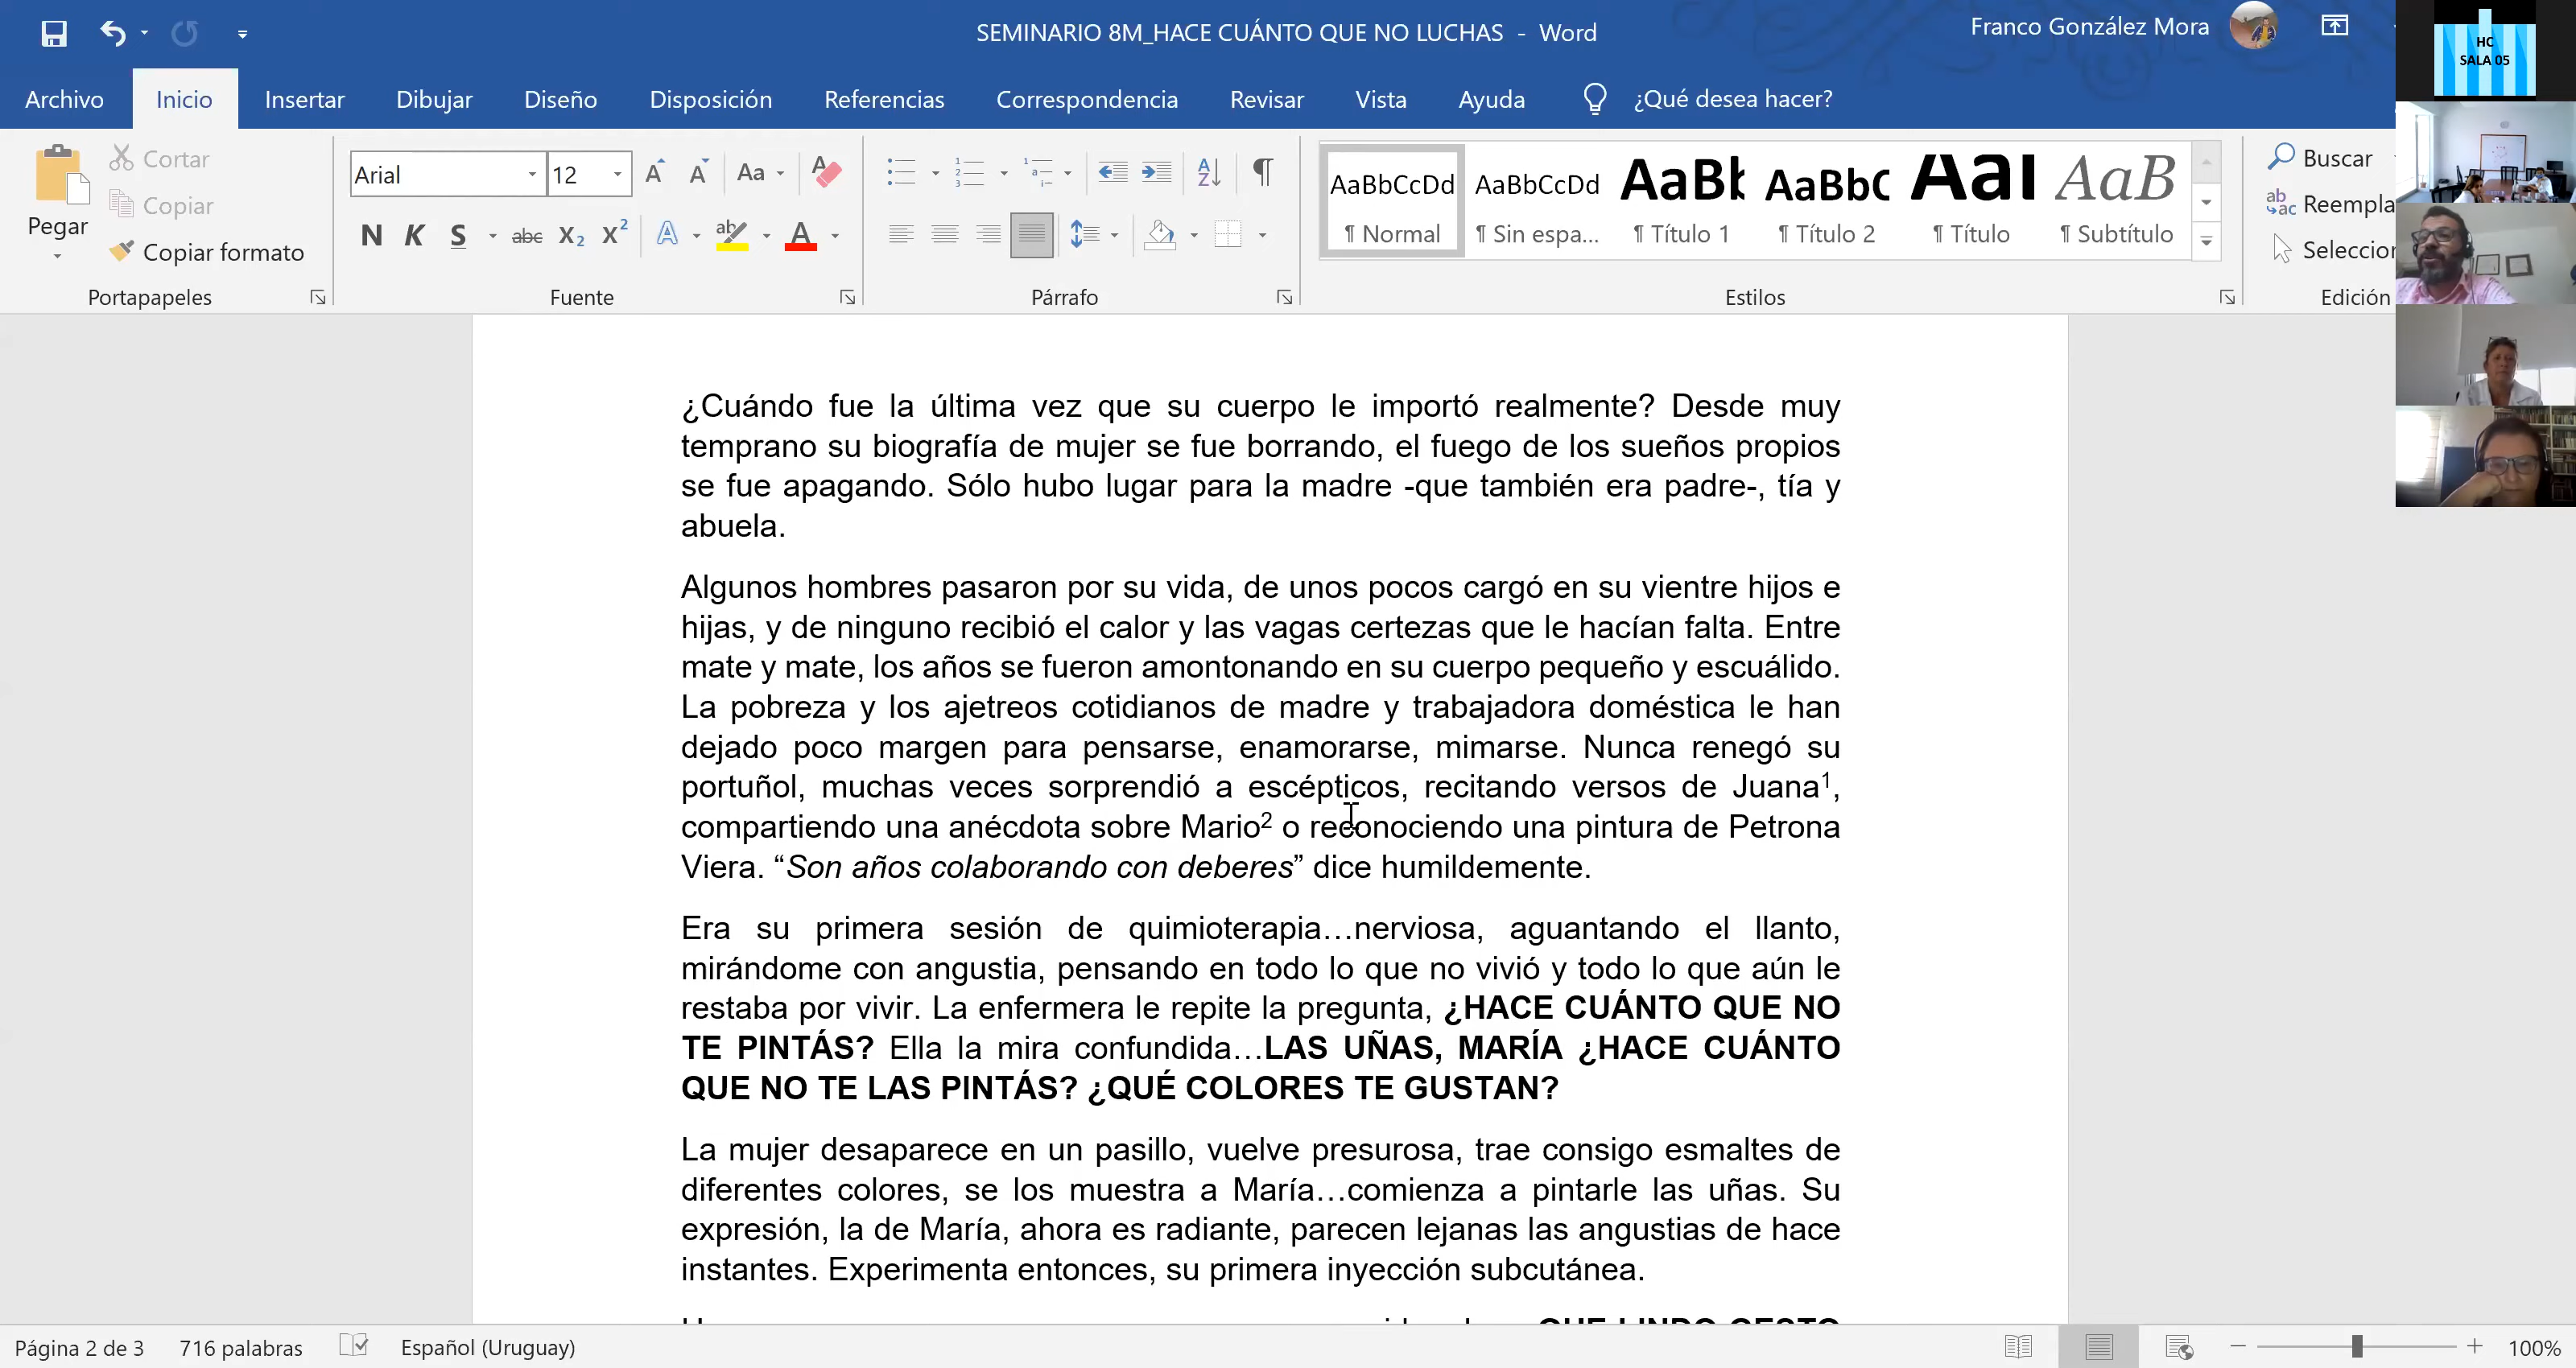 SEMINARIO 8M_HACE CUÁNTO QUE NO LUCHAS - Word
Franco González Mora
HC
SALA 05
Archivo Inicio Insertar Dibujar Diseño Disposición Referencias Correspondencia Revisar Vista Ayuda ¿Qué desea hacer?
Pegar
Cortar
Copiar
Copiar formato
Portapapeles
Arial 12
Fuente
Párrafo
AaBbCcDd AaBbCcDd AaBb AaBbC AaI AaB
¶ Normal ¶ Sin espa... ¶ Título 1 ¶ Título 2 ¶ Título ¶ Subtítulo
Estilos
Buscar
Reempla
Seleccior
Edición
¿Cuándo fue la última vez que su cuerpo le importó realmente? Desde muy
temprano su biografía de mujer se fue borrando, el fuego de los sueños propios
se fue apagando. Sólo hubo lugar para la madre -que también era padre-, tía y
abuela.
Algunos hombres pasaron por su vida, de unos pocos cargó en su vientre hijos e
hijas, y de ninguno recibió el calor y las vagas certezas que le hacían falta. Entre
mate y mate, los años se fueron amontonando en su cuerpo pequeño y escuálido.
La pobreza y los ajetreos cotidianos de madre y trabajadora doméstica le han
dejado poco margen para pensarse, enamorarse, mimarse. Nunca renegó su
portuñol, muchas veces sorprendió a escépticos, recitando versos de Juana¹,
compartiendo una anécdota sobre Mario² o reconociendo una pintura de Petrona
Viera. “Son años colaborando con deberes” dice humildemente.
Era su primera sesión de quimioterapia…nerviosa, aguantando el llanto,
mirándome con angustia, pensando en todo lo que no vivió y todo lo que aún le
restaba por vivir. La enfermera le repite la pregunta, ¿HACE CUÁNTO QUE NO
TE PINTÁS? Ella la mira confundida…LAS UÑAS, MARÍA ¿HACE CUÁNTO
QUE NO TE LAS PINTÁS? ¿QUÉ COLORES TE GUSTAN?
La mujer desaparece en un pasillo, vuelve presurosa, trae consigo esmaltes de
diferentes colores, se los muestra a María…comienza a pintarle las uñas. Su
expresión, la de María, ahora es radiante, parecen lejanas las angustias de hace
instantes. Experimenta entonces, su primera inyección subcutánea.
QUE LINDO GESTO
Página 2 de 3 716 palabras Español (Uruguay) 100%